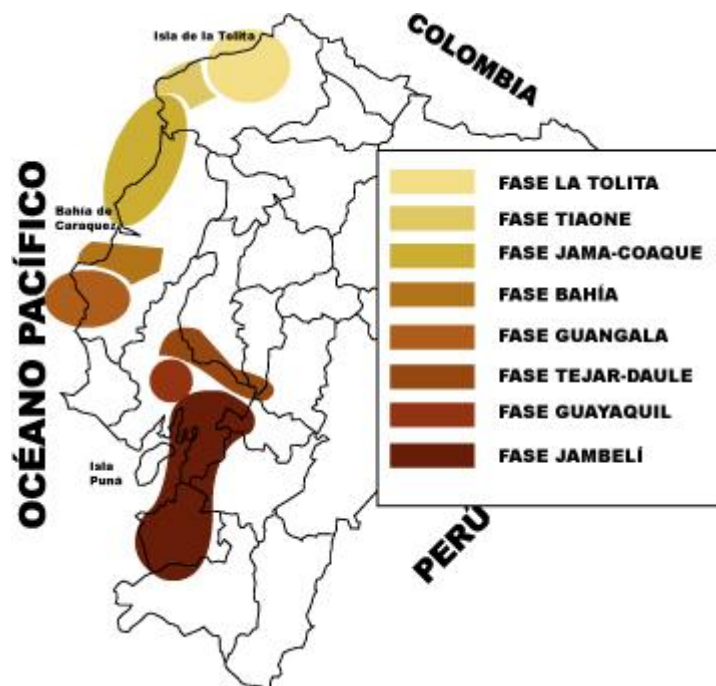 Isla de la Tolita
COLOMBIA
OCÉANO PACÍFICO
Bahía de
Caraquez
Isla
Puná
PERÚ
FASE LA TOLITA
FASE TIAONE
FASE JAMA-COAQUE
FASE BAHÍA
FASE GUANGALA
FASE TEJAR-DAULE
FASE GUAYAQUIL
FASE JAMBELÍ